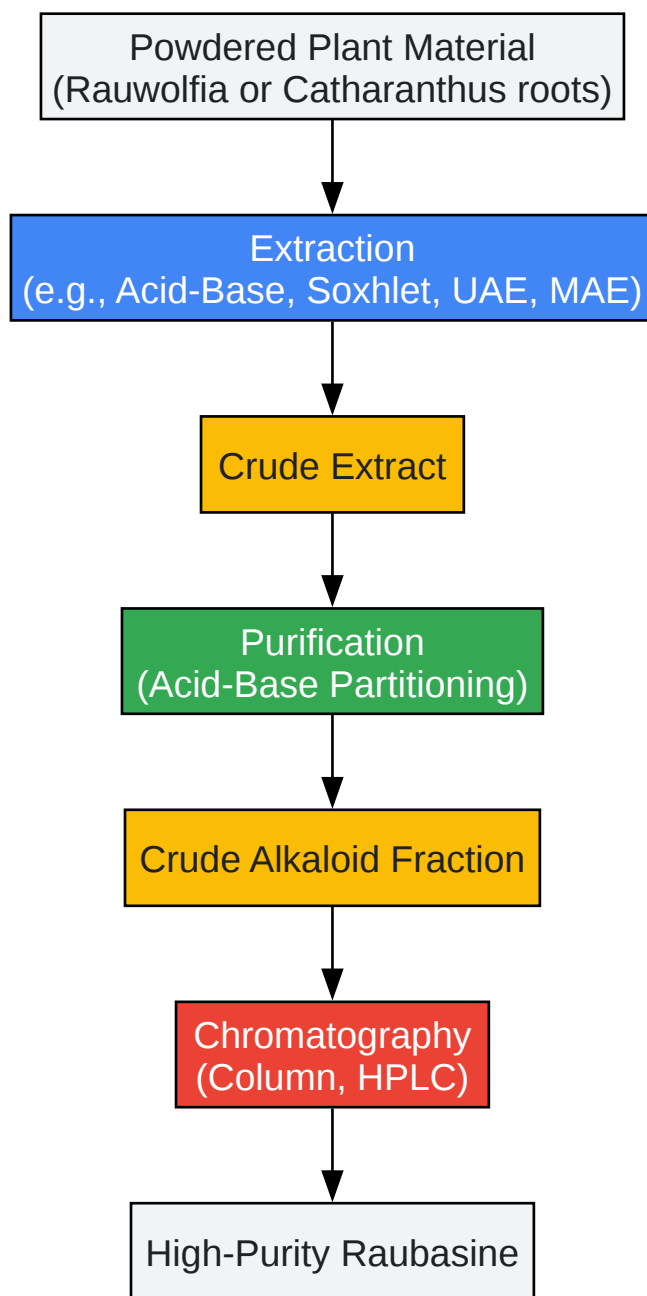 Powdered Plant Material
(Rauwolfia or Catharanthus roots)
Extraction
(e.g., Acid-Base, Soxhlet, UAE, MAE)
Crude Extract
Purification
(Acid-Base Partitioning)
Crude Alkaloid Fraction
Chromatography
(Column, HPLC)
High-Purity Raubasine